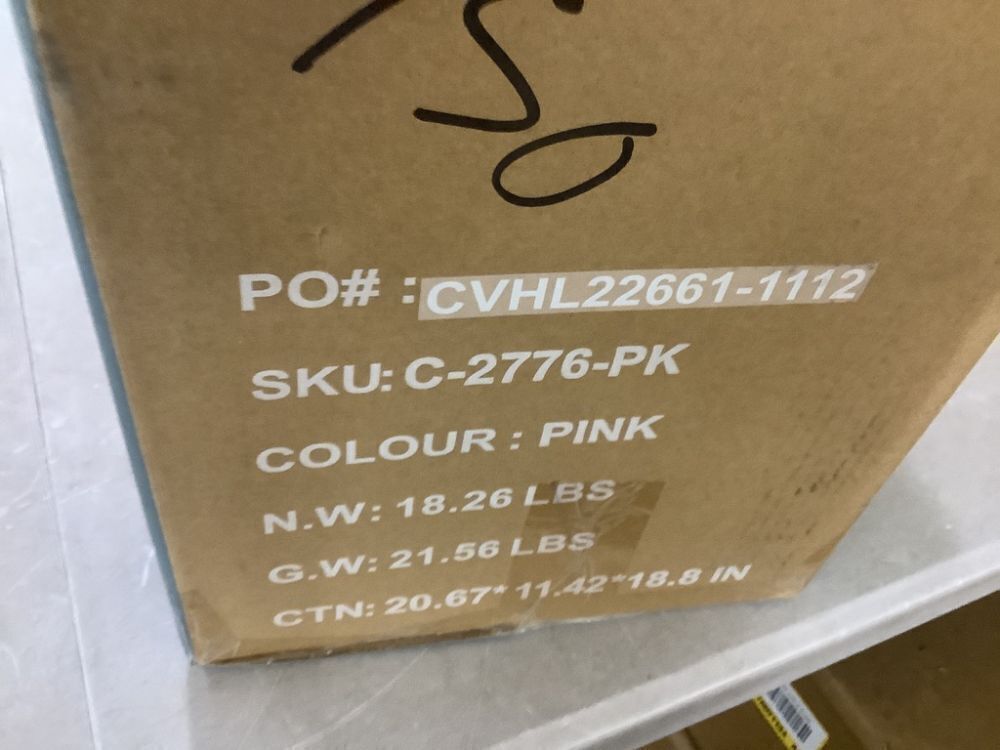 PO# : CVHL22661-1112
SKU: C-2776-PK
COLOUR : PINK
N.W: 18.26 LBS
G.W: 21.56 LBS
CTN: 20.67*11.42*18.8 IN